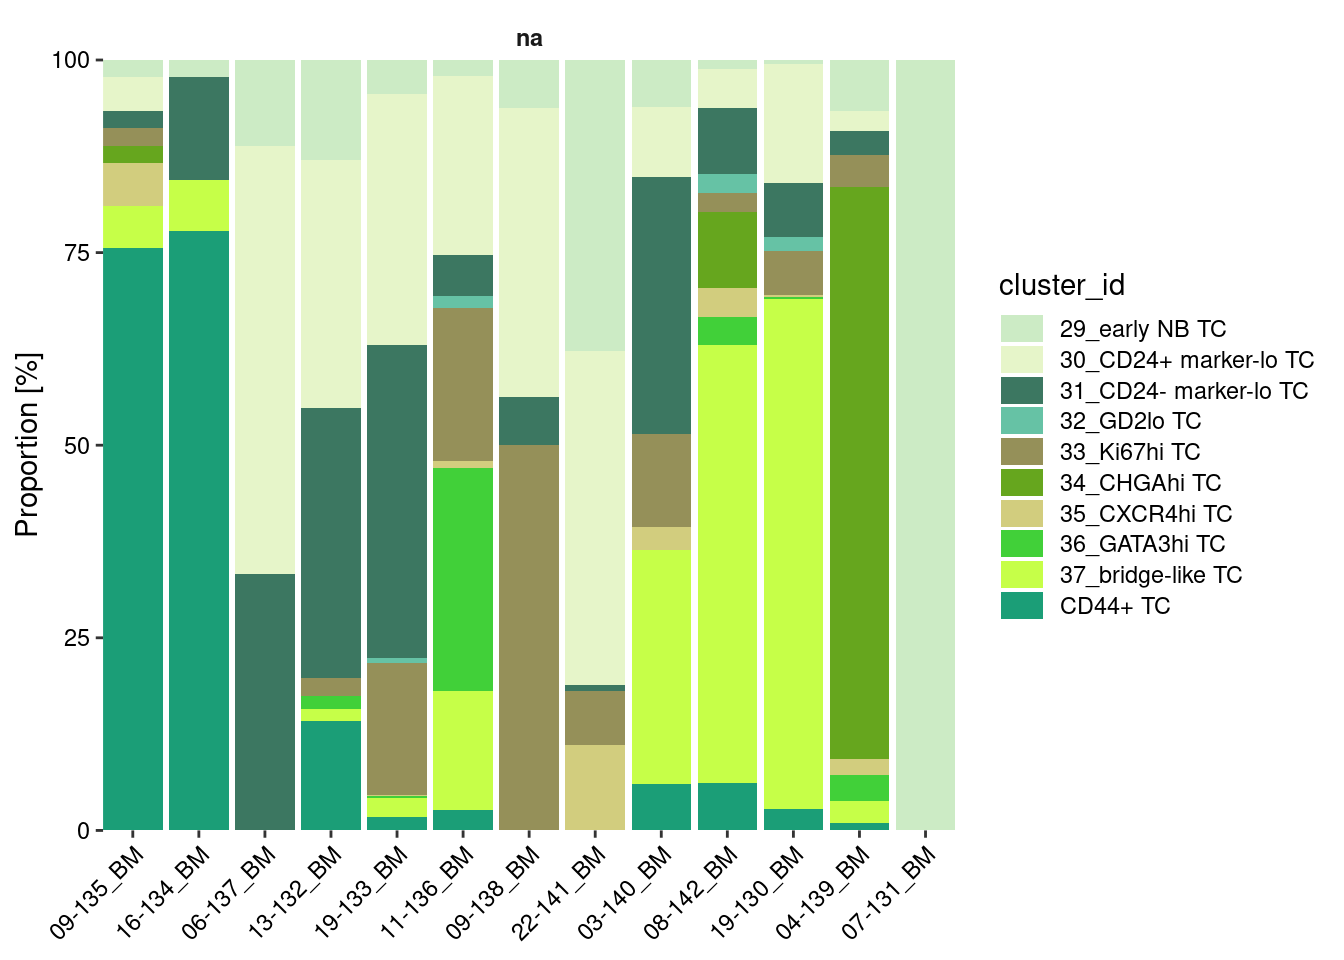 na
Proportion [%]
100
75
50
25
0
09-135_BM
16-134_BM
06-137_BM
13-132_BM
19-133_BM
11-136_BM
09-138_BM
22-141_BM
03-140_BM
08-142_BM
19-130_BM
04-139_BM
07-131_BM
cluster_id
29_early NB TC
30_CD24+ marker-lo TC
31_CD24- marker-lo TC
32_GD2lo TC
33_Ki67hi TC
34_CHGAhi TC
35_CXCR4hi TC
36_GATA3hi TC
37_bridge-like TC
CD44+ TC